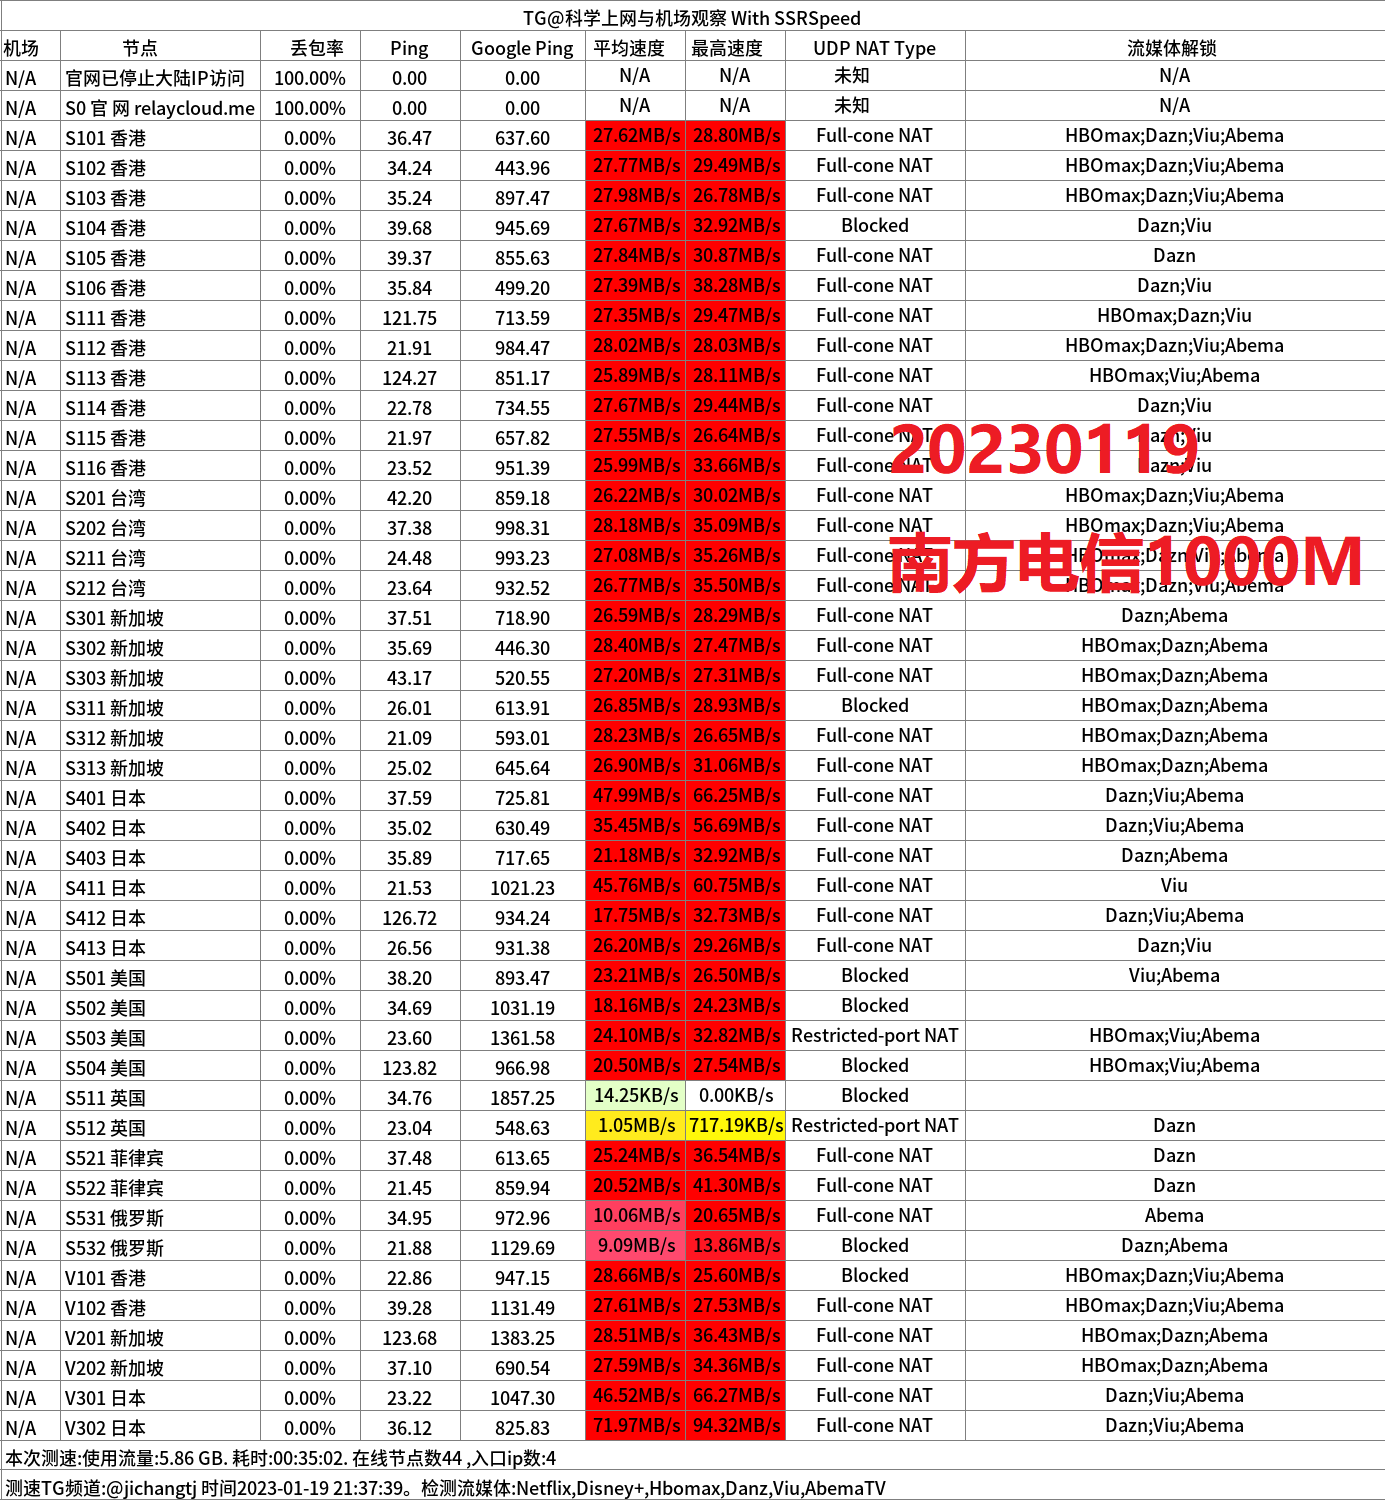 TG@科学上网与机场观察 With SSRSpeed
机场 节点 丢包率 Ping Google Ping 平均速度 最高速度 UDP NAT Type 流媒体解锁
N/A 官网已停止大陆IP访问 100.00% 0.00 0.00 N/A N/A 未知 N/A
N/A S0 官 网 relaycloud.me 100.00% 0.00 0.00 N/A N/A 未知 N/A
N/A S101 香港 0.00% 36.47 637.60 27.62MB/s 28.80MB/s Full-cone NAT HBOmax;Dazn;Viu;Abema
N/A S102 香港 0.00% 34.24 443.96 27.77MB/s 29.49MB/s Full-cone NAT HBOmax;Dazn;Viu;Abema
N/A S103 香港 0.00% 35.24 897.47 27.98MB/s 26.78MB/s Full-cone NAT HBOmax;Dazn;Viu;Abema
N/A S104 香港 0.00% 39.68 945.69 27.67MB/s 32.92MB/s Blocked Dazn;Viu
N/A S105 香港 0.00% 39.37 855.63 27.84MB/s 30.87MB/s Full-cone NAT Dazn
N/A S106 香港 0.00% 35.84 499.20 27.39MB/s 38.28MB/s Full-cone NAT Dazn;Viu
N/A S111 香港 0.00% 121.75 713.59 27.35MB/s 29.47MB/s Full-cone NAT HBOmax;Dazn;Viu
N/A S112 香港 0.00% 21.91 984.47 28.02MB/s 28.03MB/s Full-cone NAT HBOmax;Dazn;Viu;Abema
N/A S113 香港 0.00% 124.27 851.17 25.89MB/s 28.11MB/s Full-cone NAT HBOmax;Viu;Abema
N/A S114 香港 0.00% 22.78 734.55 27.67MB/s 29.44MB/s Full-cone NAT Dazn;Viu
N/A S115 香港 0.00% 21.97 657.82 27.55MB/s 26.64MB/s Full-cone NAT Dazn;Viu
20230119
N/A S116 香港 0.00% 23.52 951.39 25.99MB/s 33.66MB/s Full-cone NAT Dazn;Viu
N/A S201 台湾 0.00% 42.20 859.18 26.22MB/s 30.02MB/s Full-cone NAT HBOmax;Dazn;Viu;Abema
N/A S202 台湾 0.00% 37.38 998.31 28.18MB/s 35.09MB/s Full-cone NAT HBOmax;Dazn;Viu;Abema
N/A S211 台湾 0.00% 24.48 993.23 27.08MB/s 35.26MB/s Full-cone NAT HBOmax;Dazn;Viu;Abema
南方电信1000M
N/A S212 台湾 0.00% 23.64 932.52 26.77MB/s 35.50MB/s Full-cone NAT HBOmax;Dazn;Viu;Abema
N/A S301 新加坡 0.00% 37.51 718.90 26.59MB/s 28.29MB/s Full-cone NAT Dazn;Abema
N/A S302 新加坡 0.00% 35.69 446.30 28.40MB/s 27.47MB/s Full-cone NAT HBOmax;Dazn;Abema
N/A S303 新加坡 0.00% 43.17 520.55 27.20MB/s 27.31MB/s Full-cone NAT HBOmax;Dazn;Abema
N/A S311 新加坡 0.00% 26.01 613.91 26.85MB/s 28.93MB/s Blocked HBOmax;Dazn;Abema
N/A S312 新加坡 0.00% 21.09 593.01 28.23MB/s 26.65MB/s Full-cone NAT HBOmax;Dazn;Abema
N/A S313 新加坡 0.00% 25.02 645.64 26.90MB/s 31.06MB/s Full-cone NAT HBOmax;Dazn;Abema
N/A S401 日本 0.00% 37.59 725.81 47.99MB/s 66.25MB/s Full-cone NAT Dazn;Viu;Abema
N/A S402 日本 0.00% 35.02 630.49 35.45MB/s 56.69MB/s Full-cone NAT Dazn;Viu;Abema
N/A S403 日本 0.00% 35.89 717.65 21.18MB/s 32.92MB/s Full-cone NAT Dazn;Abema
N/A S411 日本 0.00% 21.53 1021.23 45.76MB/s 60.75MB/s Full-cone NAT Viu
N/A S412 日本 0.00% 126.72 934.24 17.75MB/s 32.73MB/s Full-cone NAT Dazn;Viu;Abema
N/A S413 日本 0.00% 26.56 931.38 26.20MB/s 29.26MB/s Full-cone NAT Dazn;Viu
N/A S501 美国 0.00% 38.20 893.47 23.21MB/s 26.50MB/s Blocked Viu;Abema
N/A S502 美国 0.00% 34.69 1031.19 18.16MB/s 24.23MB/s Blocked
N/A S503 美国 0.00% 23.60 1361.58 24.10MB/s 32.82MB/s Restricted-port NAT HBOmax;Viu;Abema
N/A S504 美国 0.00% 123.82 966.98 20.50MB/s 27.54MB/s Blocked HBOmax;Viu;Abema
N/A S511 英国 0.00% 34.76 1857.25 14.25KB/s 0.00KB/s Blocked
N/A S512 英国 0.00% 23.04 548.63 1.05MB/s 717.19KB/s Restricted-port NAT Dazn
N/A S521 菲律宾 0.00% 37.48 613.65 25.24MB/s 36.54MB/s Full-cone NAT Dazn
N/A S522 菲律宾 0.00% 21.45 859.94 20.52MB/s 41.30MB/s Full-cone NAT Dazn
N/A S531 俄罗斯 0.00% 34.95 972.96 10.06MB/s 20.65MB/s Full-cone NAT Abema
N/A S532 俄罗斯 0.00% 21.88 1129.69 9.09MB/s 13.86MB/s Blocked Dazn;Abema
N/A V101 香港 0.00% 22.86 947.15 28.66MB/s 25.60MB/s Blocked HBOmax;Dazn;Viu;Abema
N/A V102 香港 0.00% 39.28 1131.49 27.61MB/s 27.53MB/s Full-cone NAT HBOmax;Dazn;Viu;Abema
N/A V201 新加坡 0.00% 123.68 1383.25 28.51MB/s 36.43MB/s Full-cone NAT HBOmax;Dazn;Abema
N/A V202 新加坡 0.00% 37.10 690.54 27.59MB/s 34.36MB/s Full-cone NAT HBOmax;Dazn;Abema
N/A V301 日本 0.00% 23.22 1047.30 46.52MB/s 66.27MB/s Full-cone NAT Dazn;Viu;Abema
N/A V302 日本 0.00% 36.12 825.83 71.97MB/s 94.32MB/s Full-cone NAT Dazn;Viu;Abema
本次测速:使用流量:5.86 GB. 耗时:00:35:02. 在线节点数44 ,入口ip数:4
测速TG频道:@jichangtj 时间2023-01-19 21:37:39。检测流媒体:Netflix,Disney+,Hbomax,Danz,Viu,AbemaTV